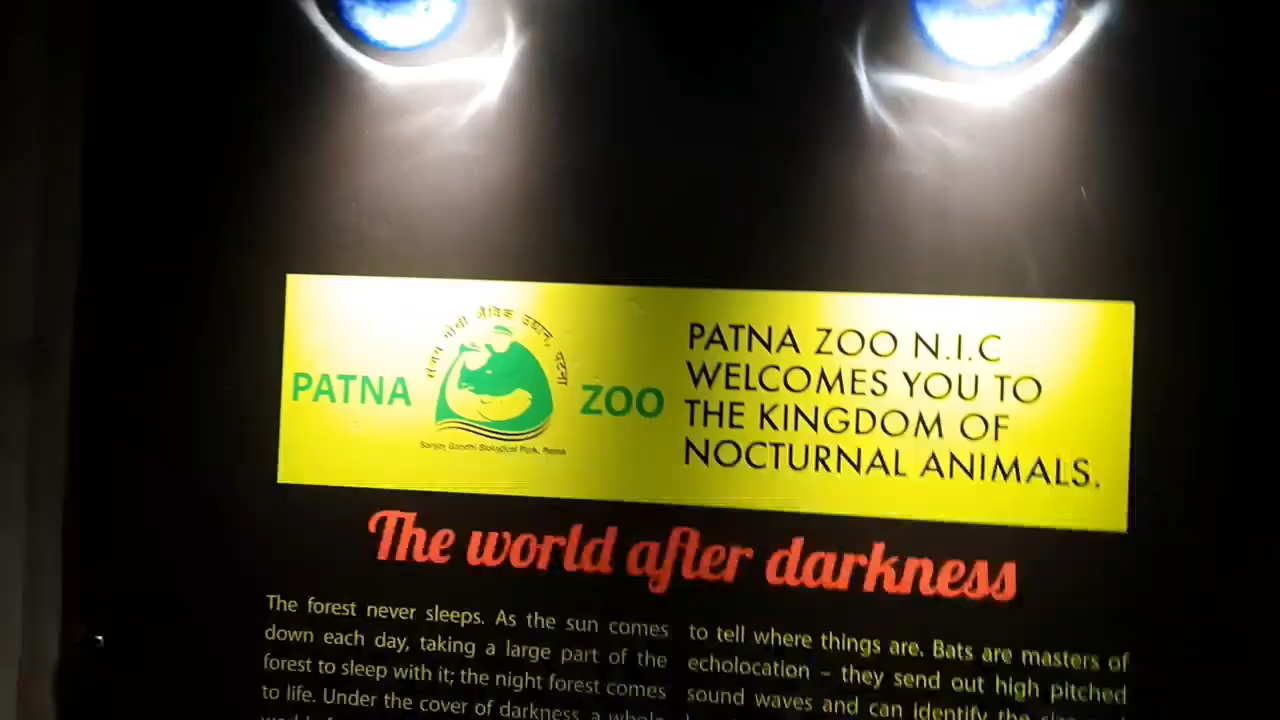 संजय गाँधी जैविक उद्यान, पटना
PATNA ZOO
Sanjay Gandhi Biological Park, Patna
PATNA ZOO N.I.C
WELCOMES YOU TO
THE KINGDOM OF
NOCTURNAL ANIMALS.
The world after darkness
The forest never sleeps. As the sun comes
down each day, taking a large part of the
forest to sleep with it; the night forest comes
to life. Under the cover of darkness, a whole
to tell where things are. Bats are masters of
echolocation – they send out high pitched
sound waves and can identify the